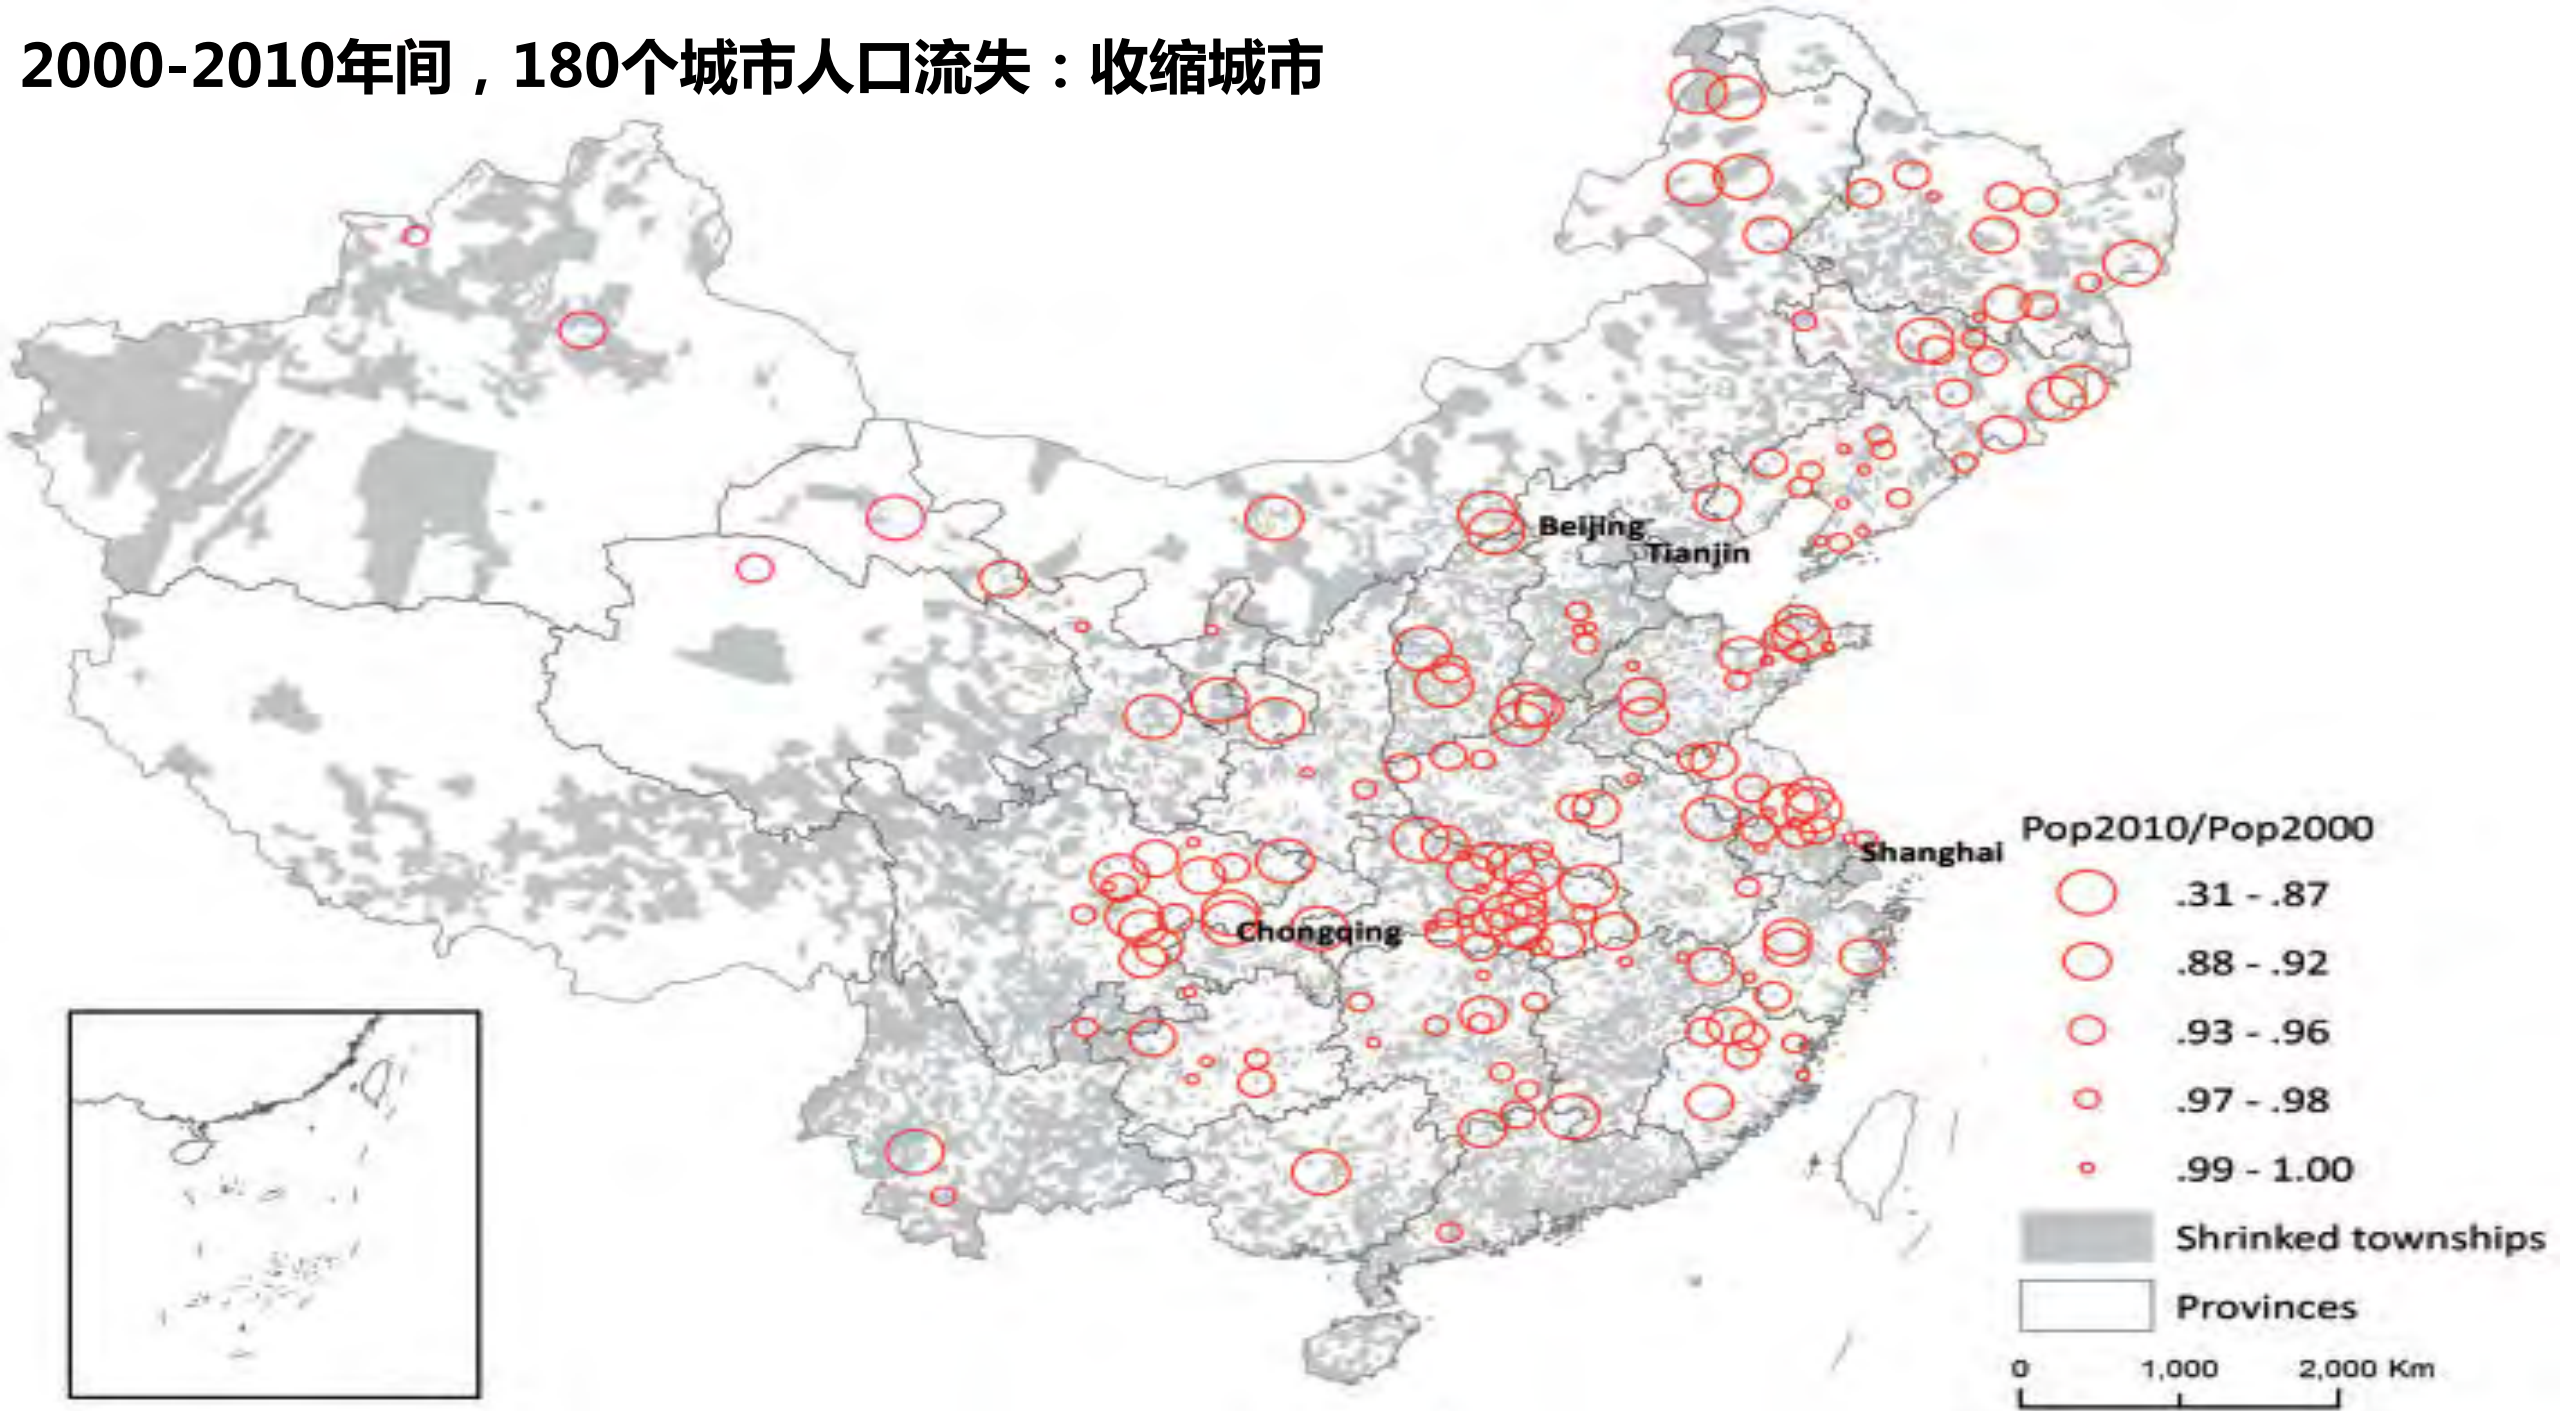 2000-2010年间，180个城市人口流失：收缩城市
Beijing
Tianjin
Shanghai
Chongqing
Pop2010/Pop2000
.31 - .87
.88 - .92
.93 - .96
.97 - .98
.99 - 1.00
Shrinked townships
Provinces
0 1,000 2,000 Km